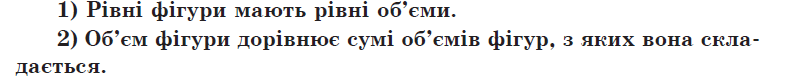 1) Рівні фігури мають рівні об’єми.
2) Об’єм фігури дорівнює сумі об’ємів фігур, з яких вона скла-
дається.